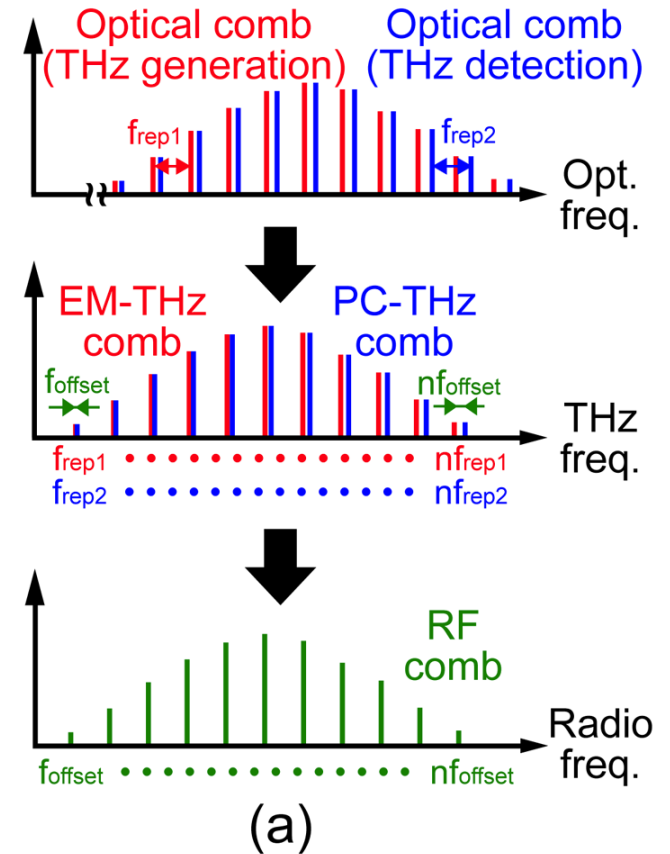 Optical comb
(THz generation)
Optical comb
(THz detection)
frep1
frep2
Opt.
freq.
EM-THz
comb
PC-THz
comb
foffset
nfoffset
THz
freq.
frep1
nfrep1
frep2
nfrep2
RF
comb
Radio
freq.
foffset
nfoffset
(a)